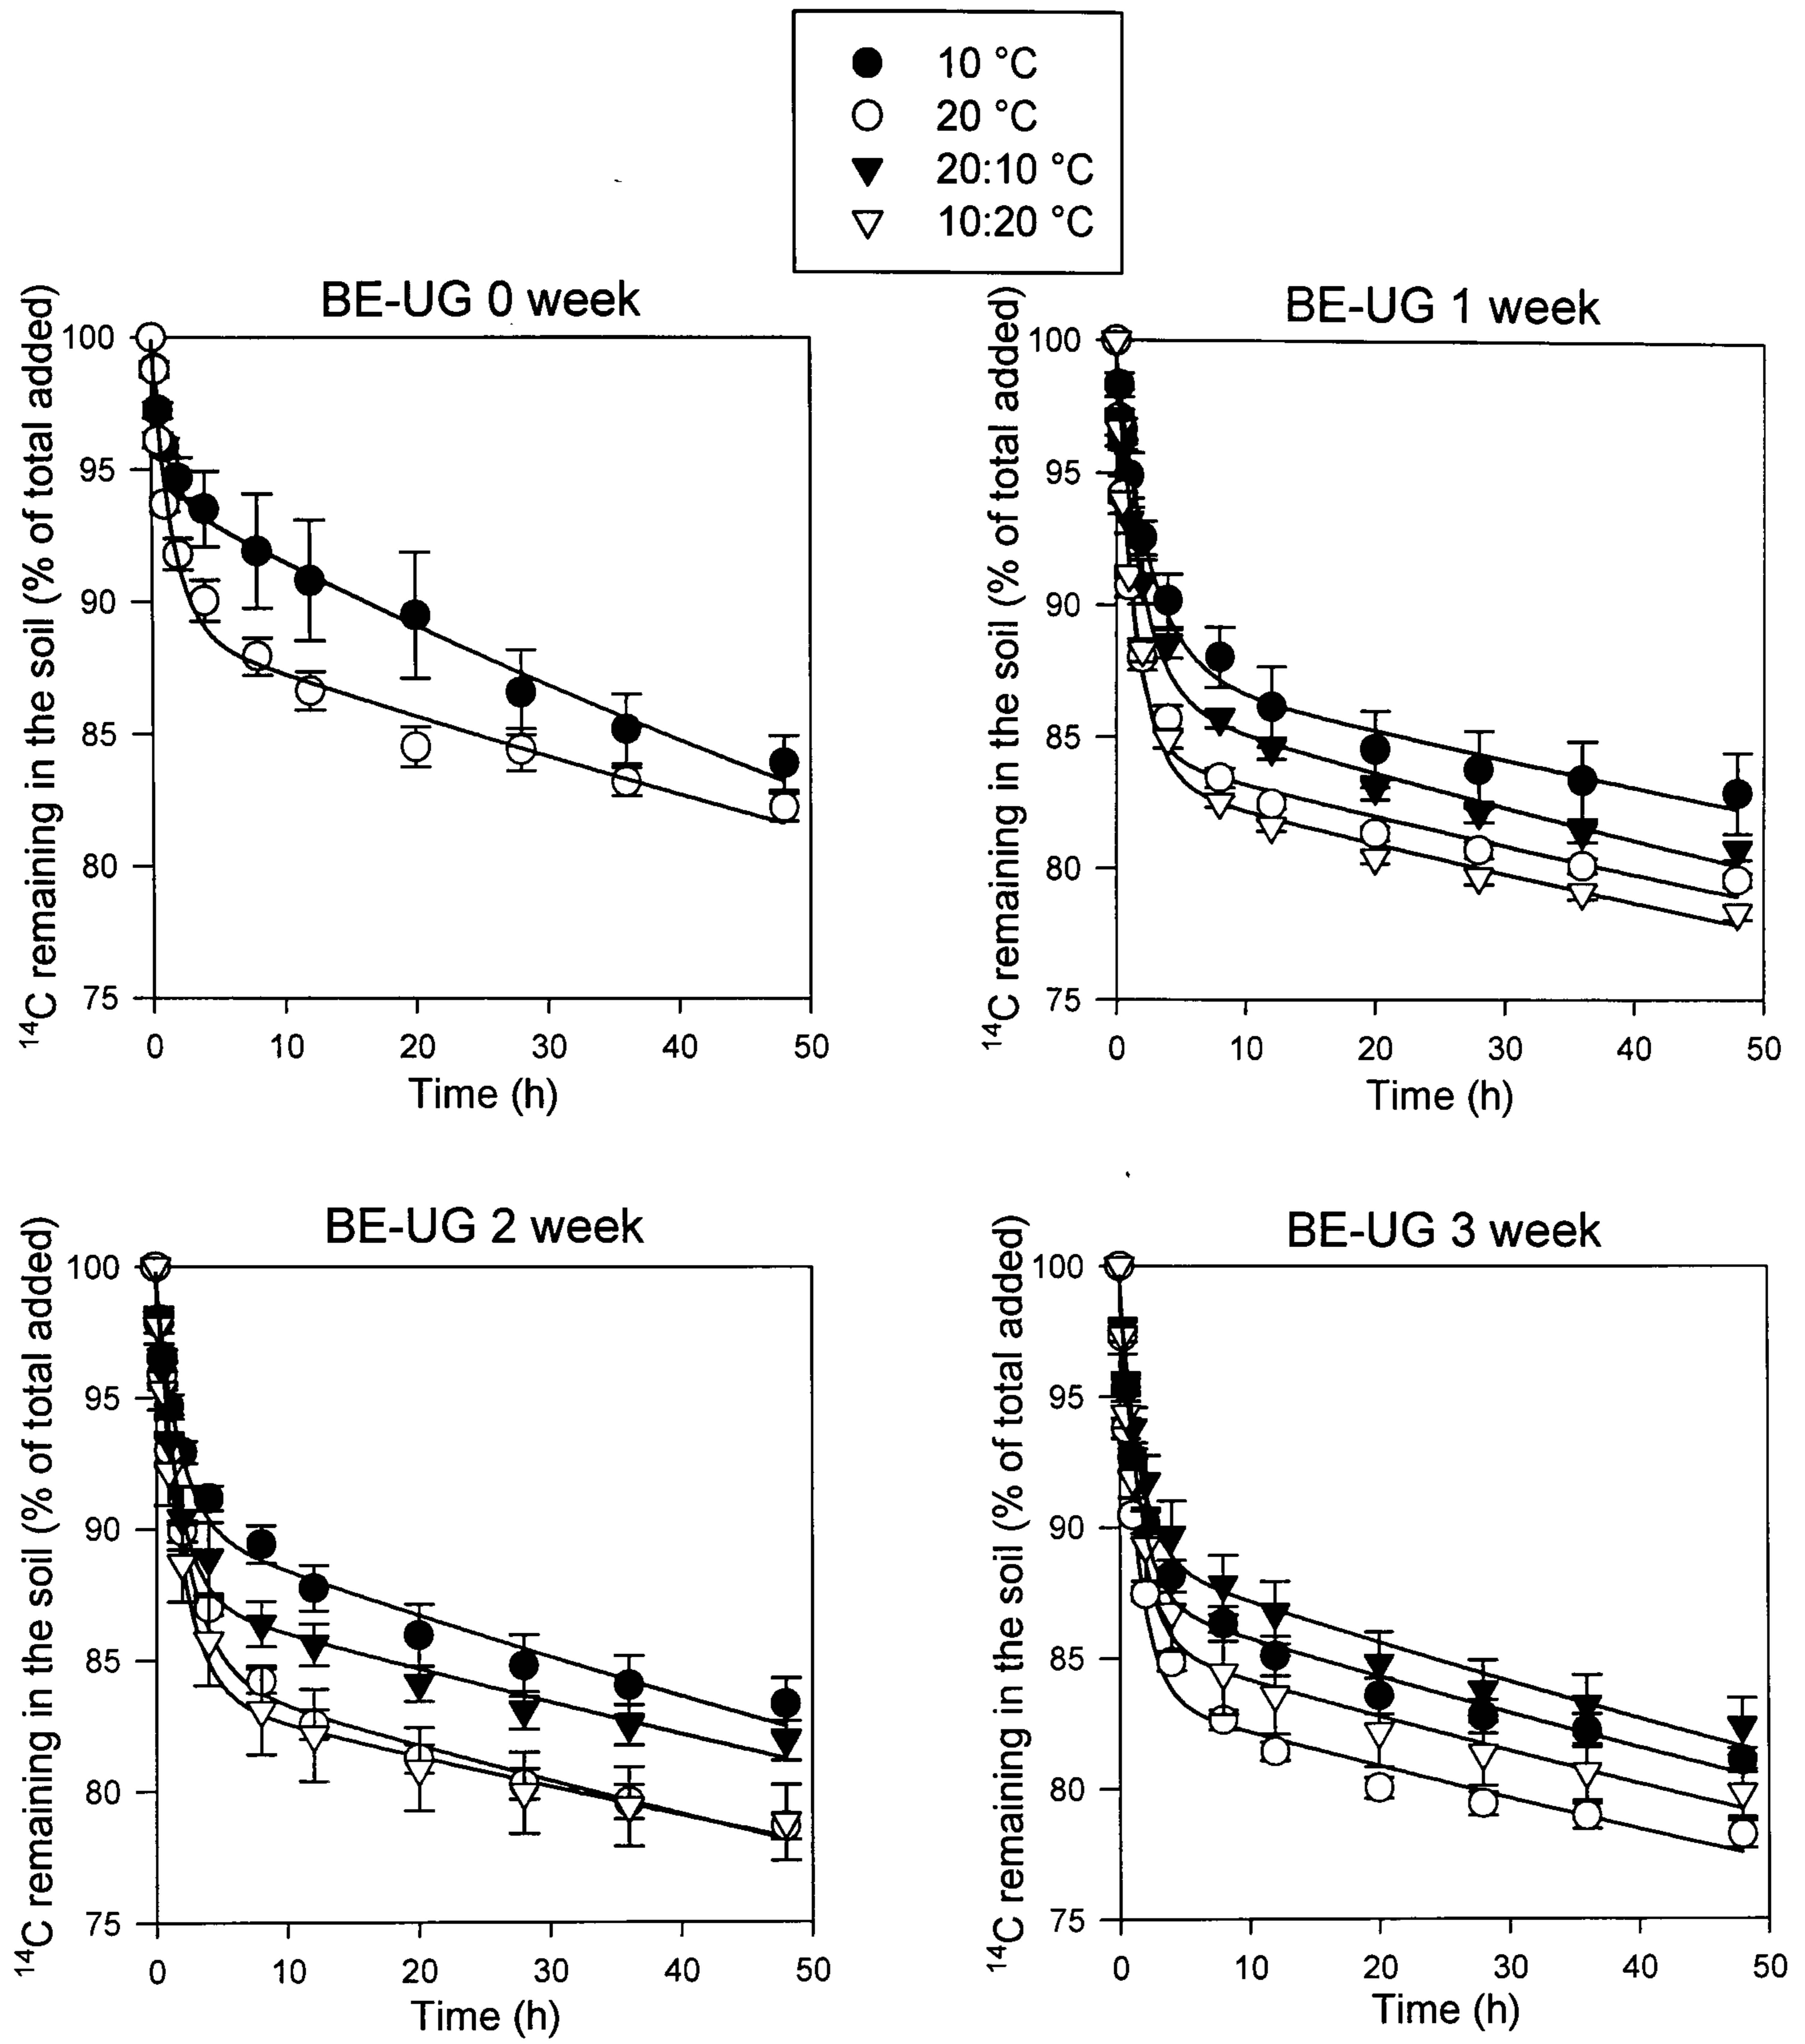 10 °C
20 °C
20:10 °C
10:20 °C
BE-UG 0 week
¹⁴C remaining in the soil (% of total added)
100
95
90
85
80
75
0 10 20 30 40 50
Time (h)
BE-UG 1 week
¹⁴C remaining in the soil (% of total added)
100
95
90
85
80
75
0 10 20 30 40 50
Time (h)
BE-UG 2 week
¹⁴C remaining in the soil (% of total added)
100
95
90
85
80
75
0 10 20 30 40 50
Time (h)
BE-UG 3 week
¹⁴C remaining in the soil (% of total added)
100
95
90
85
80
75
0 10 20 30 40 50
Time (h)